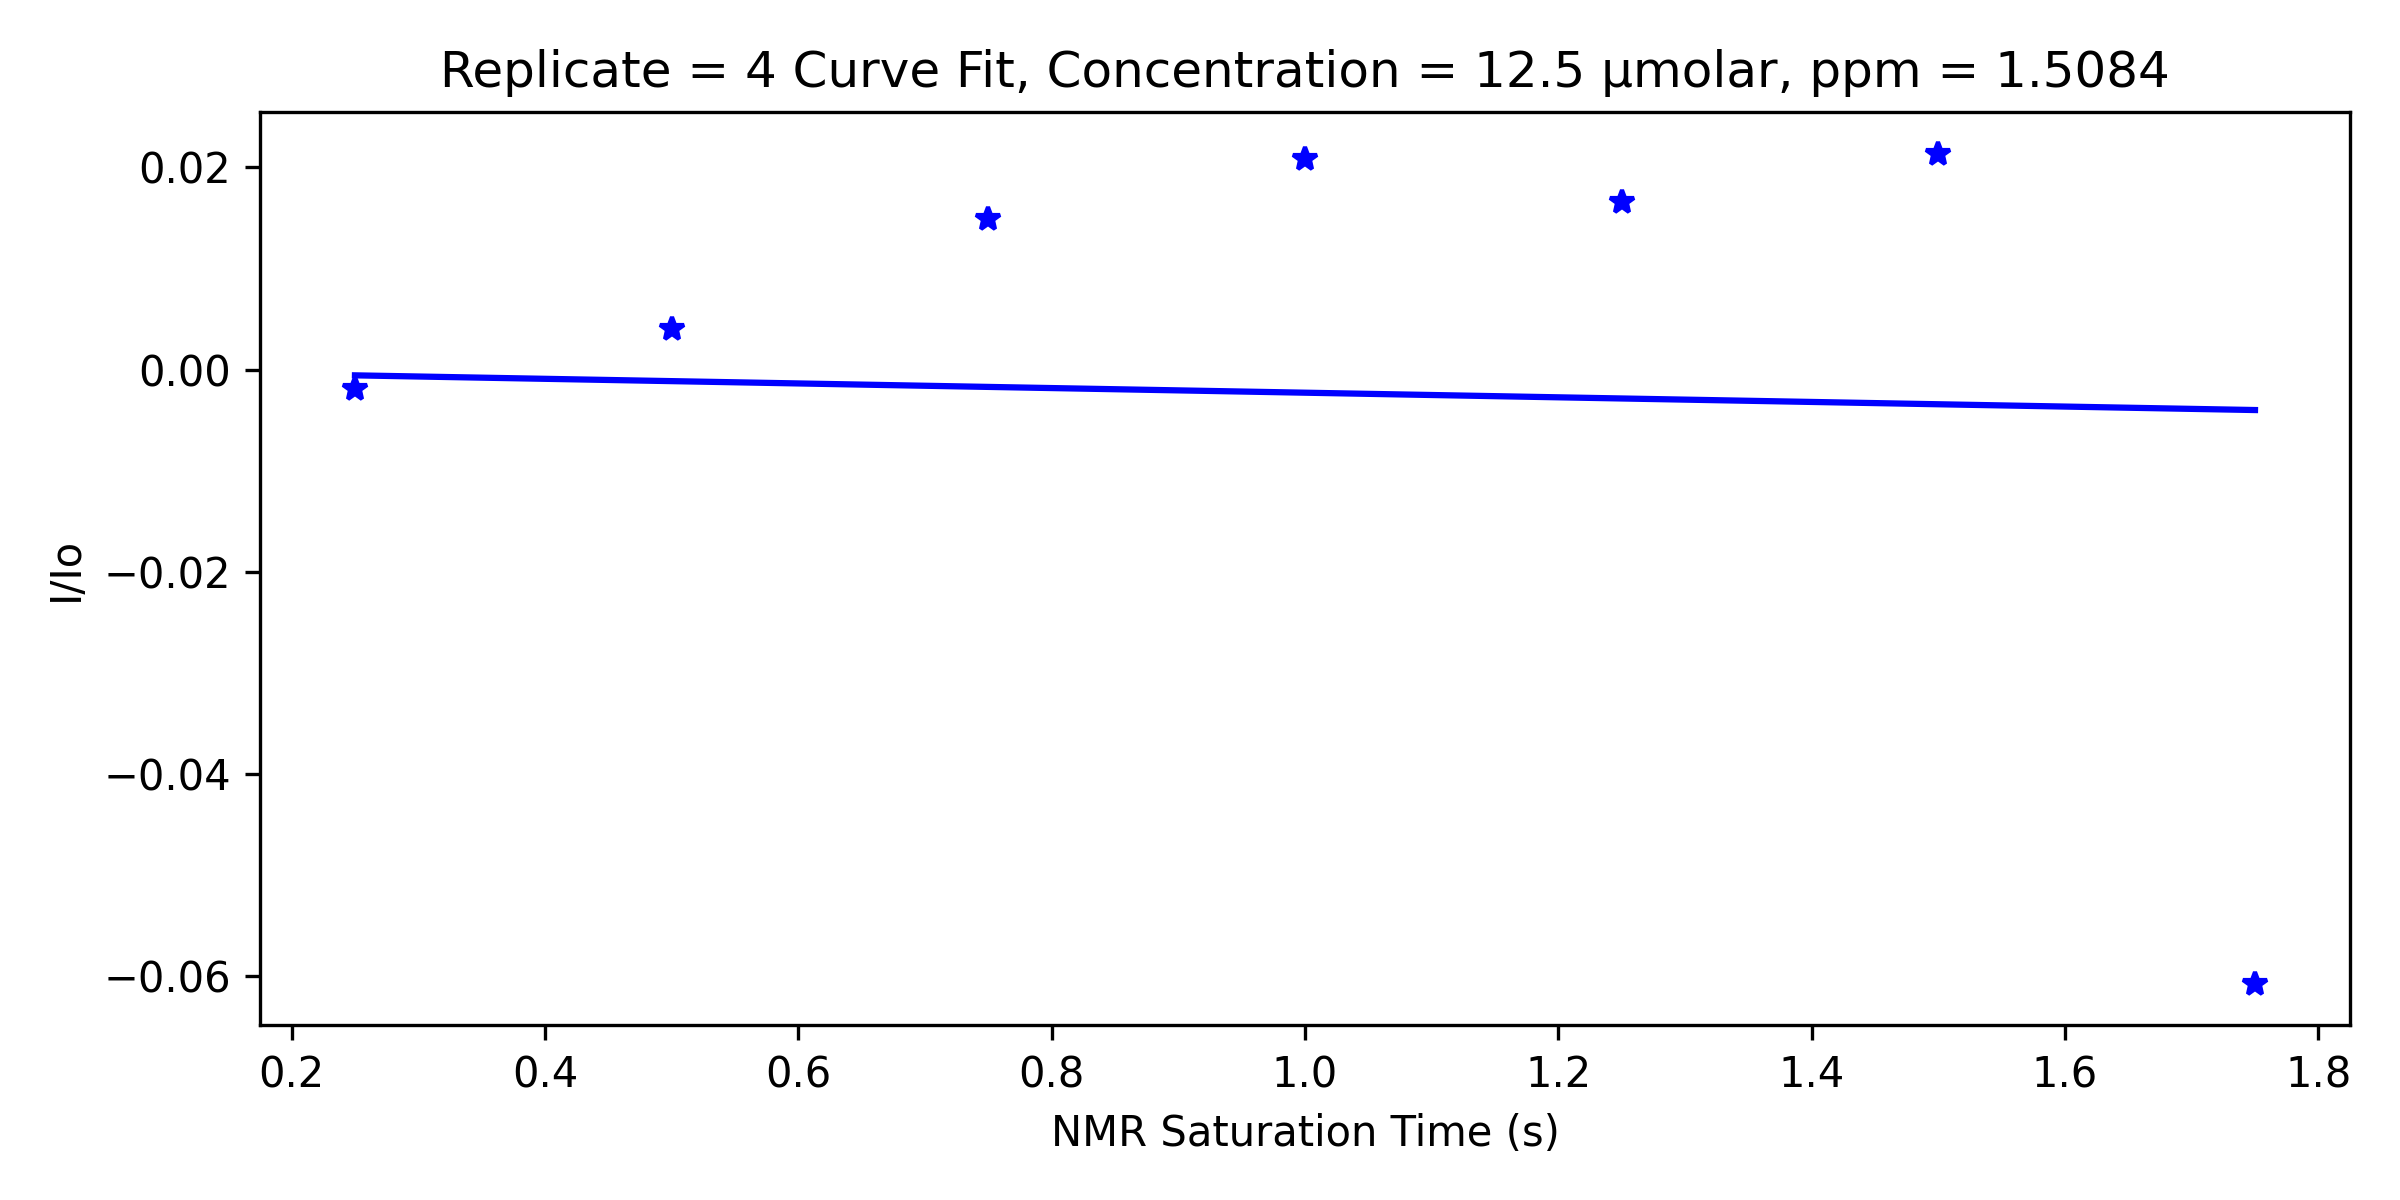 Replicate = 4 Curve Fit, Concentration = 12.5 µmolar, ppm = 1.5084
0.02
0.00
−0.02
−0.04
−0.06
I/Io
0.2 0.4 0.6 0.8 1.0 1.2 1.4 1.6 1.8
NMR Saturation Time (s)